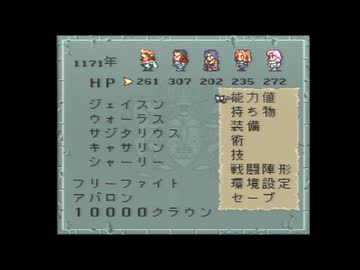 1171年
HP 261 307 202 235 272
ジェイスン
ウォーラス
サジタリウス
キャサリン
シャーリー
フリーファイト
アバロン
10000クラウン
能力値
持ち物
装備
術
技
戦闘陣形
環境設定
セーブ